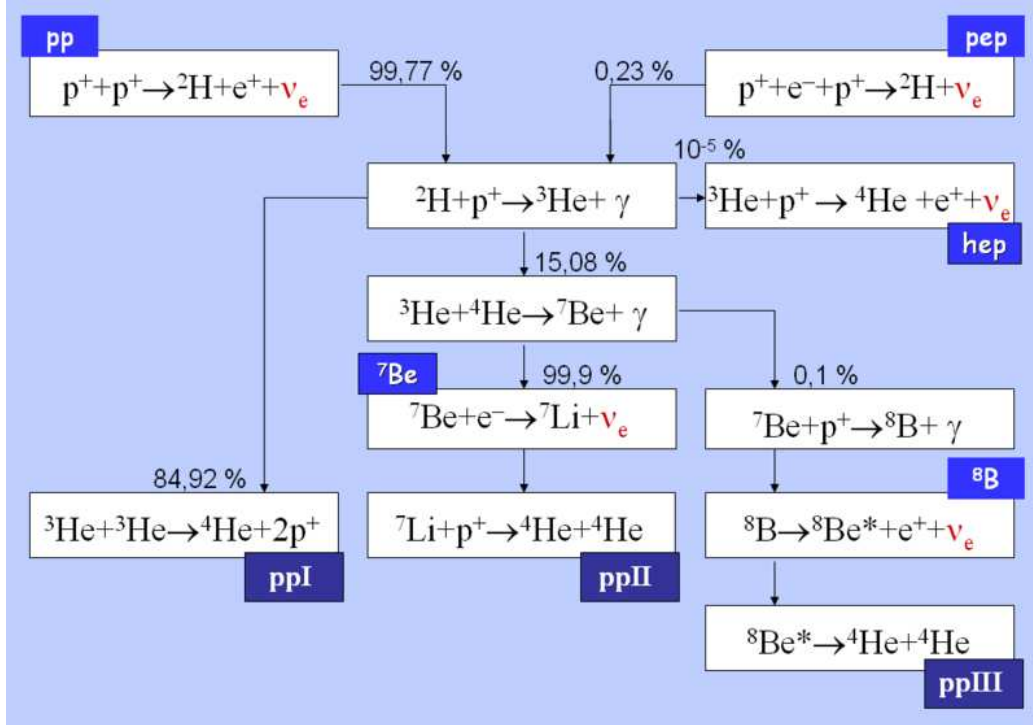 pp
pep
p⁺+p⁺→²H+e⁺+νₑ
99,77 %
0,23 %
p⁺+e⁻+p⁺→²H+νₑ
10⁻⁵ %
²H+p⁺→³He+ γ
³He+p⁺→ ⁴He +e⁺+νₑ
hep
15,08 %
³He+⁴He→⁷Be+ γ
⁷Be
99,9 %
0,1 %
⁷Be+e⁻→⁷Li+νₑ
⁷Be+p⁺→⁸B+ γ
84,92 %
⁸B
³He+³He→⁴He+2p⁺
⁷Li+p⁺→⁴He+⁴He
⁸B→⁸Be*+e⁺+νₑ
ppI
ppII
⁸Be*→⁴He+⁴He
ppIII